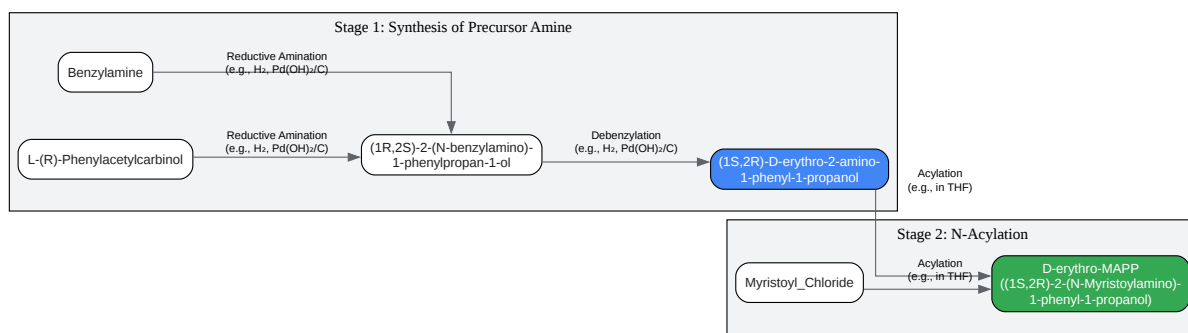 Stage 1: Synthesis of Precursor Amine
Benzylamine
Reductive Amination
(e.g., H₂, Pd(OH)₂/C)
L-(R)-Phenylacetylcarbinol
Reductive Amination
(e.g., H₂, Pd(OH)₂/C)
(1R,2S)-2-(N-benzylamino)-
1-phenylpropan-1-ol
Debenzylation
(e.g., H₂, Pd(OH)₂/C)
(1S,2R)-D-erythro-2-amino-
1-phenyl-1-propanol
Acylation
(e.g., in THF)
Stage 2: N-Acylation
Myristoyl_Chloride
Acylation
(e.g., in THF)
D-erythro-MAPP
((1S,2R)-2-(N-Myristoylamino)-
1-phenyl-1-propanol)